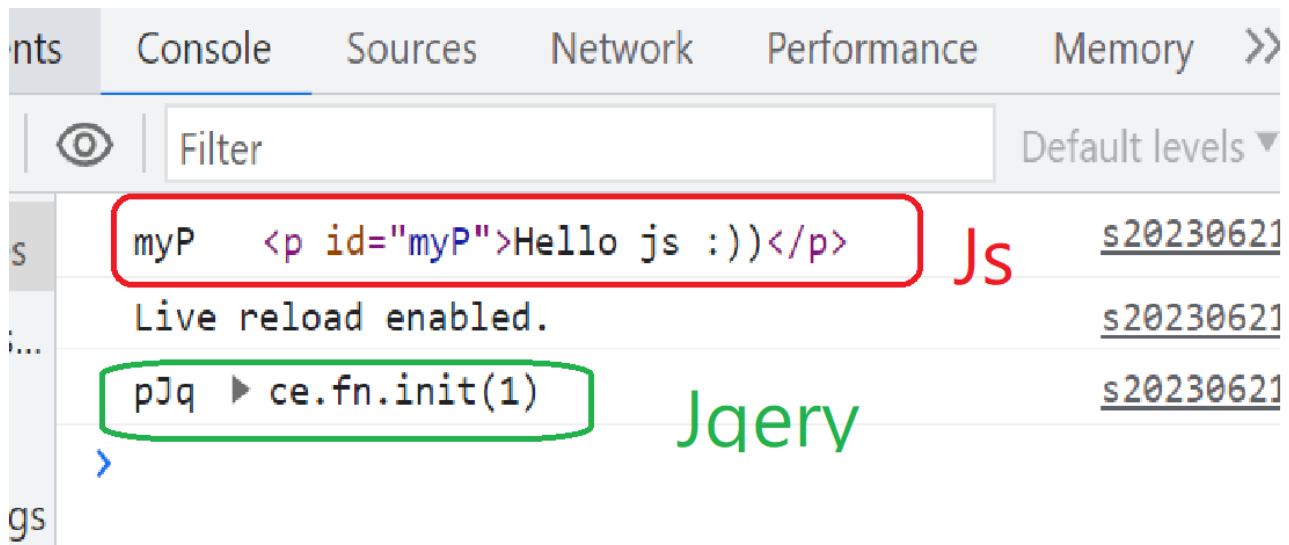 nts Console Sources Network Performance Memory
Filter Default levels ▼
s myP <p id="myP">Hello js :))</p> Js s20230621
Live reload enabled. s20230621
s...
pJq ▶ ce.fn.init(1) Jqery s20230621
gs